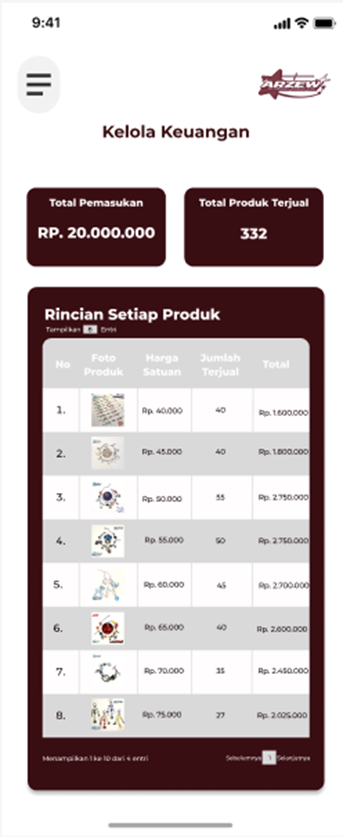 9:41
ARZEW
Kelola Keuangan
Total Pemasukan
RP. 20.000.000
Total Produk Terjual
332
Rincian Setiap Produk
Tampilkan 8 Entri
No Foto Produk Harga Satuan Jumlah Terjual Total
1. Rp. 40.000 40 Rp. 1.600.000
2. Rp. 45.000 40 Rp. 1.800.000
3. Rp. 50.000 55 Rp. 2.750.000
4. Rp. 55.000 50 Rp. 2.750.000
5. Rp. 60.000 45 Rp. 2.700.000
6. Rp. 65.000 40 Rp. 2.600.000
7. Rp. 70.000 35 Rp. 2.450.000
8. Rp. 75.000 27 Rp. 2.025.000
Menampilkan 1 ke 10 dari 4 entri
Sebelumnya 1 Selanjutnya